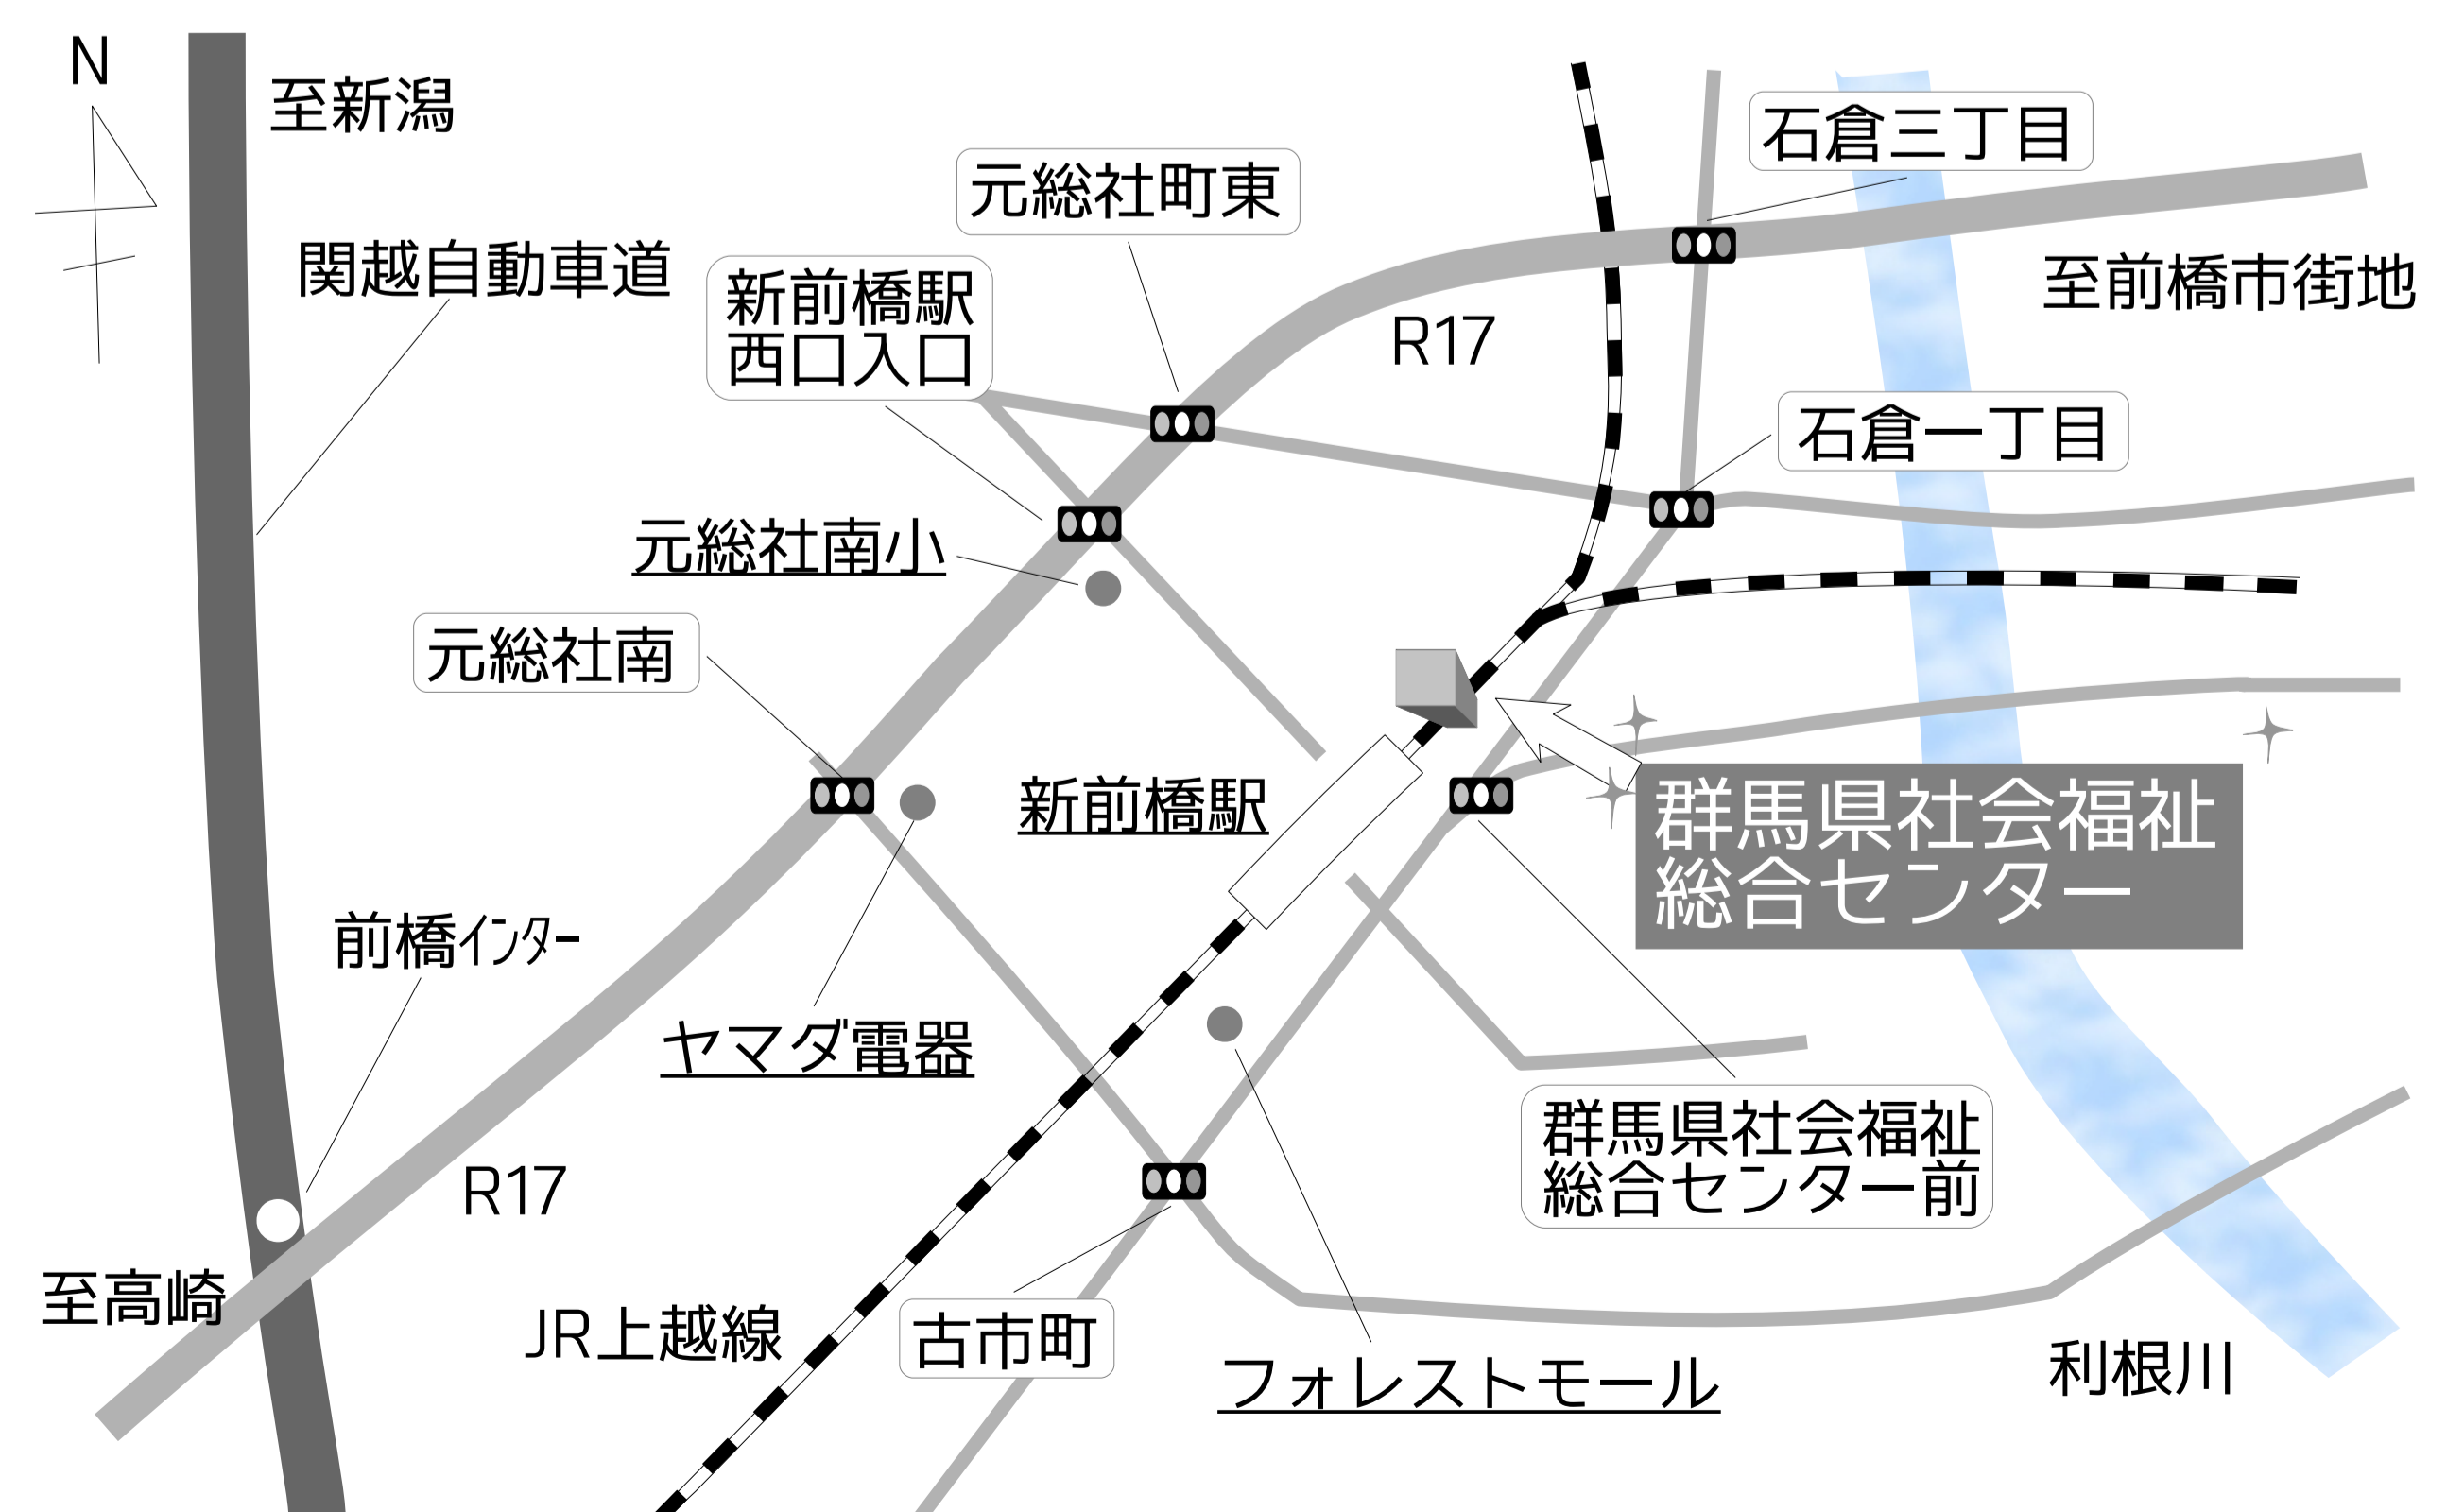 N
至新潟
石倉三丁目
元総社町東
関越自動車道
新前橋駅
西口入口
至前橋市街地
R17
石倉一丁目
元総社南小
元総社南
新前橋駅
群馬県社会福祉
総合センター
前橋インター
ヤマダ電器
群馬県社会福祉
総合センター前
R17
至高崎
JR上越線
古市町
フォレストモール
利根川